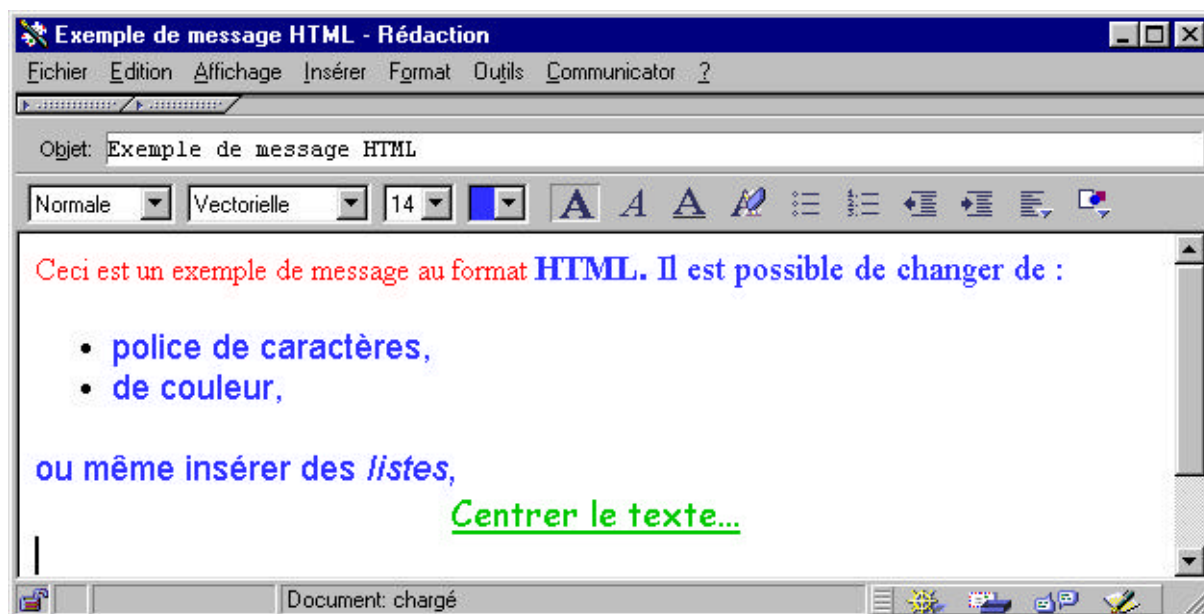 Exemple de message HTML - Rédaction
Fichier Edition Affichage Insérer Format Outils Communicator ?
Objet: Exemple de message HTML
Normale Vectorielle 14 A A A A
Ceci est un exemple de message au format HTML. Il est possible de changer de :
• police de caractères,
• de couleur,
ou même insérer des listes,
Centrer le texte...
Document: chargé